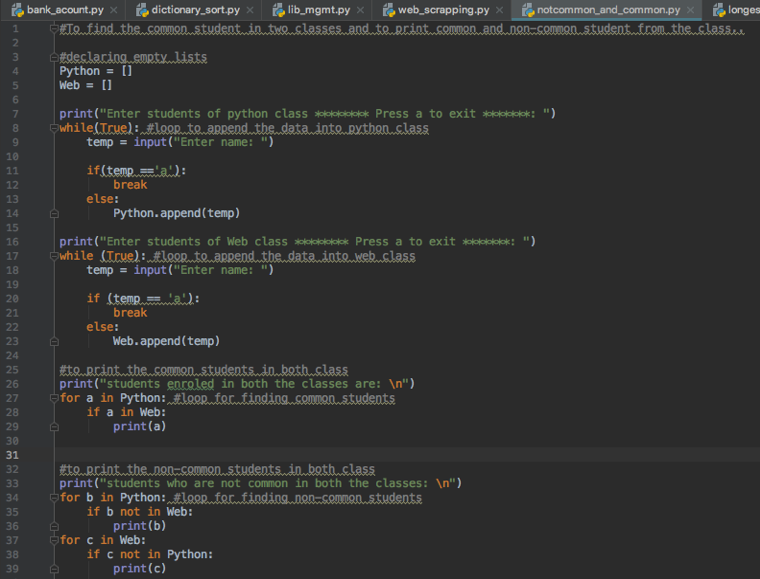 bank_acount.py × dictionary_sort.py × lib_mgmt.py × web_scrapping.py × notcommon_and_common.py × longes
1 #To find the common student in two classes and to print common and non-common student from the class..
2
3 #declaring empty lists
4 Python = []
5 Web = []
6
7 print("Enter students of python class ******** Press a to exit *******: ")
8 while(True): #loop to append the data into python class
9 temp = input("Enter name: ")
10
11 if(temp =='a'):
12 break
13 else:
14 Python.append(temp)
15
16 print("Enter students of Web class ******** Press a to exit *******: ")
17 while (True): #loop to append the data into web class
18 temp = input("Enter name: ")
19
20 if (temp == 'a'):
21 break
22 else:
23 Web.append(temp)
24
25 #to print the common students in both class
26 print("students enroled in both the classes are: \n")
27 for a in Python: #loop for finding common students
28 if a in Web:
29 print(a)
30
31
32 #to print the non-common students in both class
33 print("students who are not common in both the classes: \n")
34 for b in Python: #loop for finding non-common students
35 if b not in Web:
36 print(b)
37 for c in Web:
38 if c not in Python:
39 print(c)